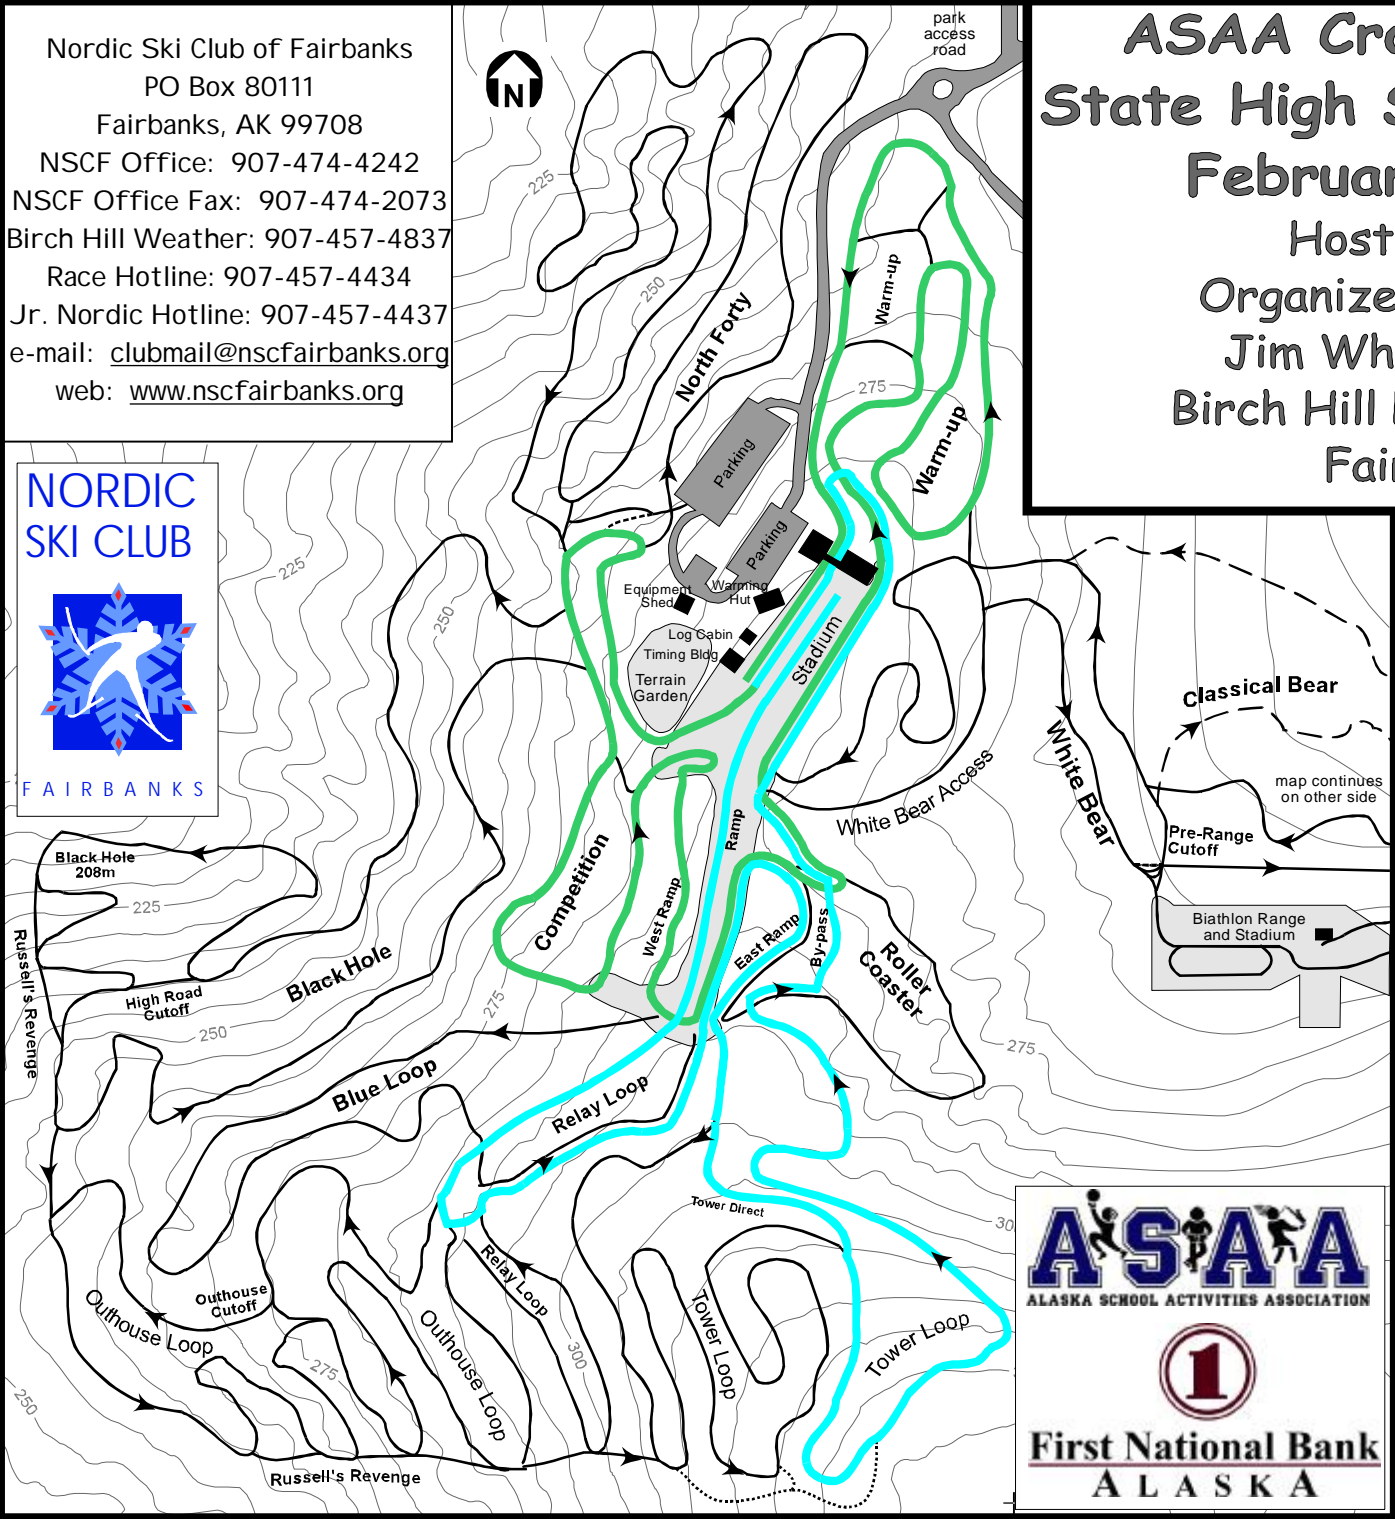 Nordic Ski Club of Fairbanks
PO Box 80111
Fairbanks, AK 99708
NSCF Office: 907-474-4242
NSCF Office Fax: 907-474-2073
Birch Hill Weather: 907-457-4837
Race Hotline: 907-457-4434
Jr. Nordic Hotline: 907-457-4437
e-mail: clubmail@nscfairbanks.org
web: www.nscfairbanks.org
N
park
access
road
ASAA Cro
State High S
Februar
Host
Organize
Jim Wh
Birch Hill
Fair
NORDIC
SKI CLUB
FAIRBANKS
225
250
North Forty
Warm-up
275
Warm-up
Parking
Parking
Equipment
Shed
Warming
Hut
Log Cabin
Timing Bldg
Terrain
Garden
Stadium
225
250
Classical Bear
White Bear
map continues
on other side
White Bear Access
Pre-Range
Cutoff
Biathlon Range
and Stadium
Ramp
Competition
West Ramp
East Ramp
By-pass
Roller
Coaster
Black Hole
208m
225
Russell's Revenge
High Road
Cutoff
Black Hole
250
275
275
Blue Loop
Relay Loop
Tower Direct
30
Relay Loop
Outhouse
Cutoff
Outhouse Loop
Outhouse Loop
275
300
Tower Loop
Tower Loop
250
Russell's Revenge
ASAA
ALASKA SCHOOL ACTIVITIES ASSOCIATION
1
First National Bank
ALASKA